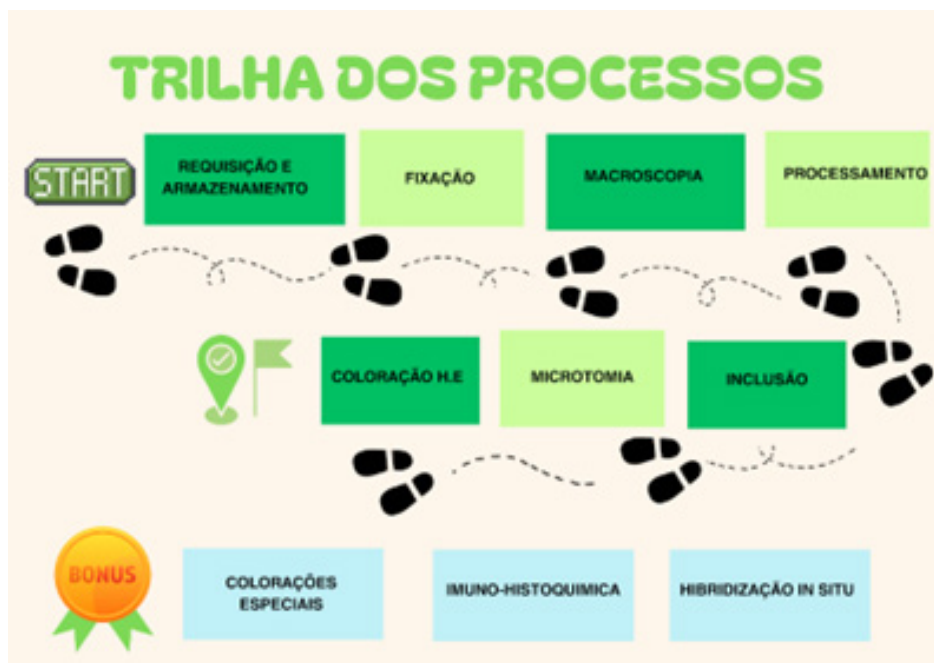 TRILHA DOS PROCESSOS
START
REQUISIÇÃO E
ARMAZENAMENTO
FIXAÇÃO
MACROSCOPIA
PROCESSAMENTO
COLORAÇÃO H.E
MICROTOMIA
INCLUSÃO
BONUS
COLORAÇÕES
ESPECIAIS
IMUNO-HISTOQUIMICA
HIBRIDIZAÇÃO IN SITU